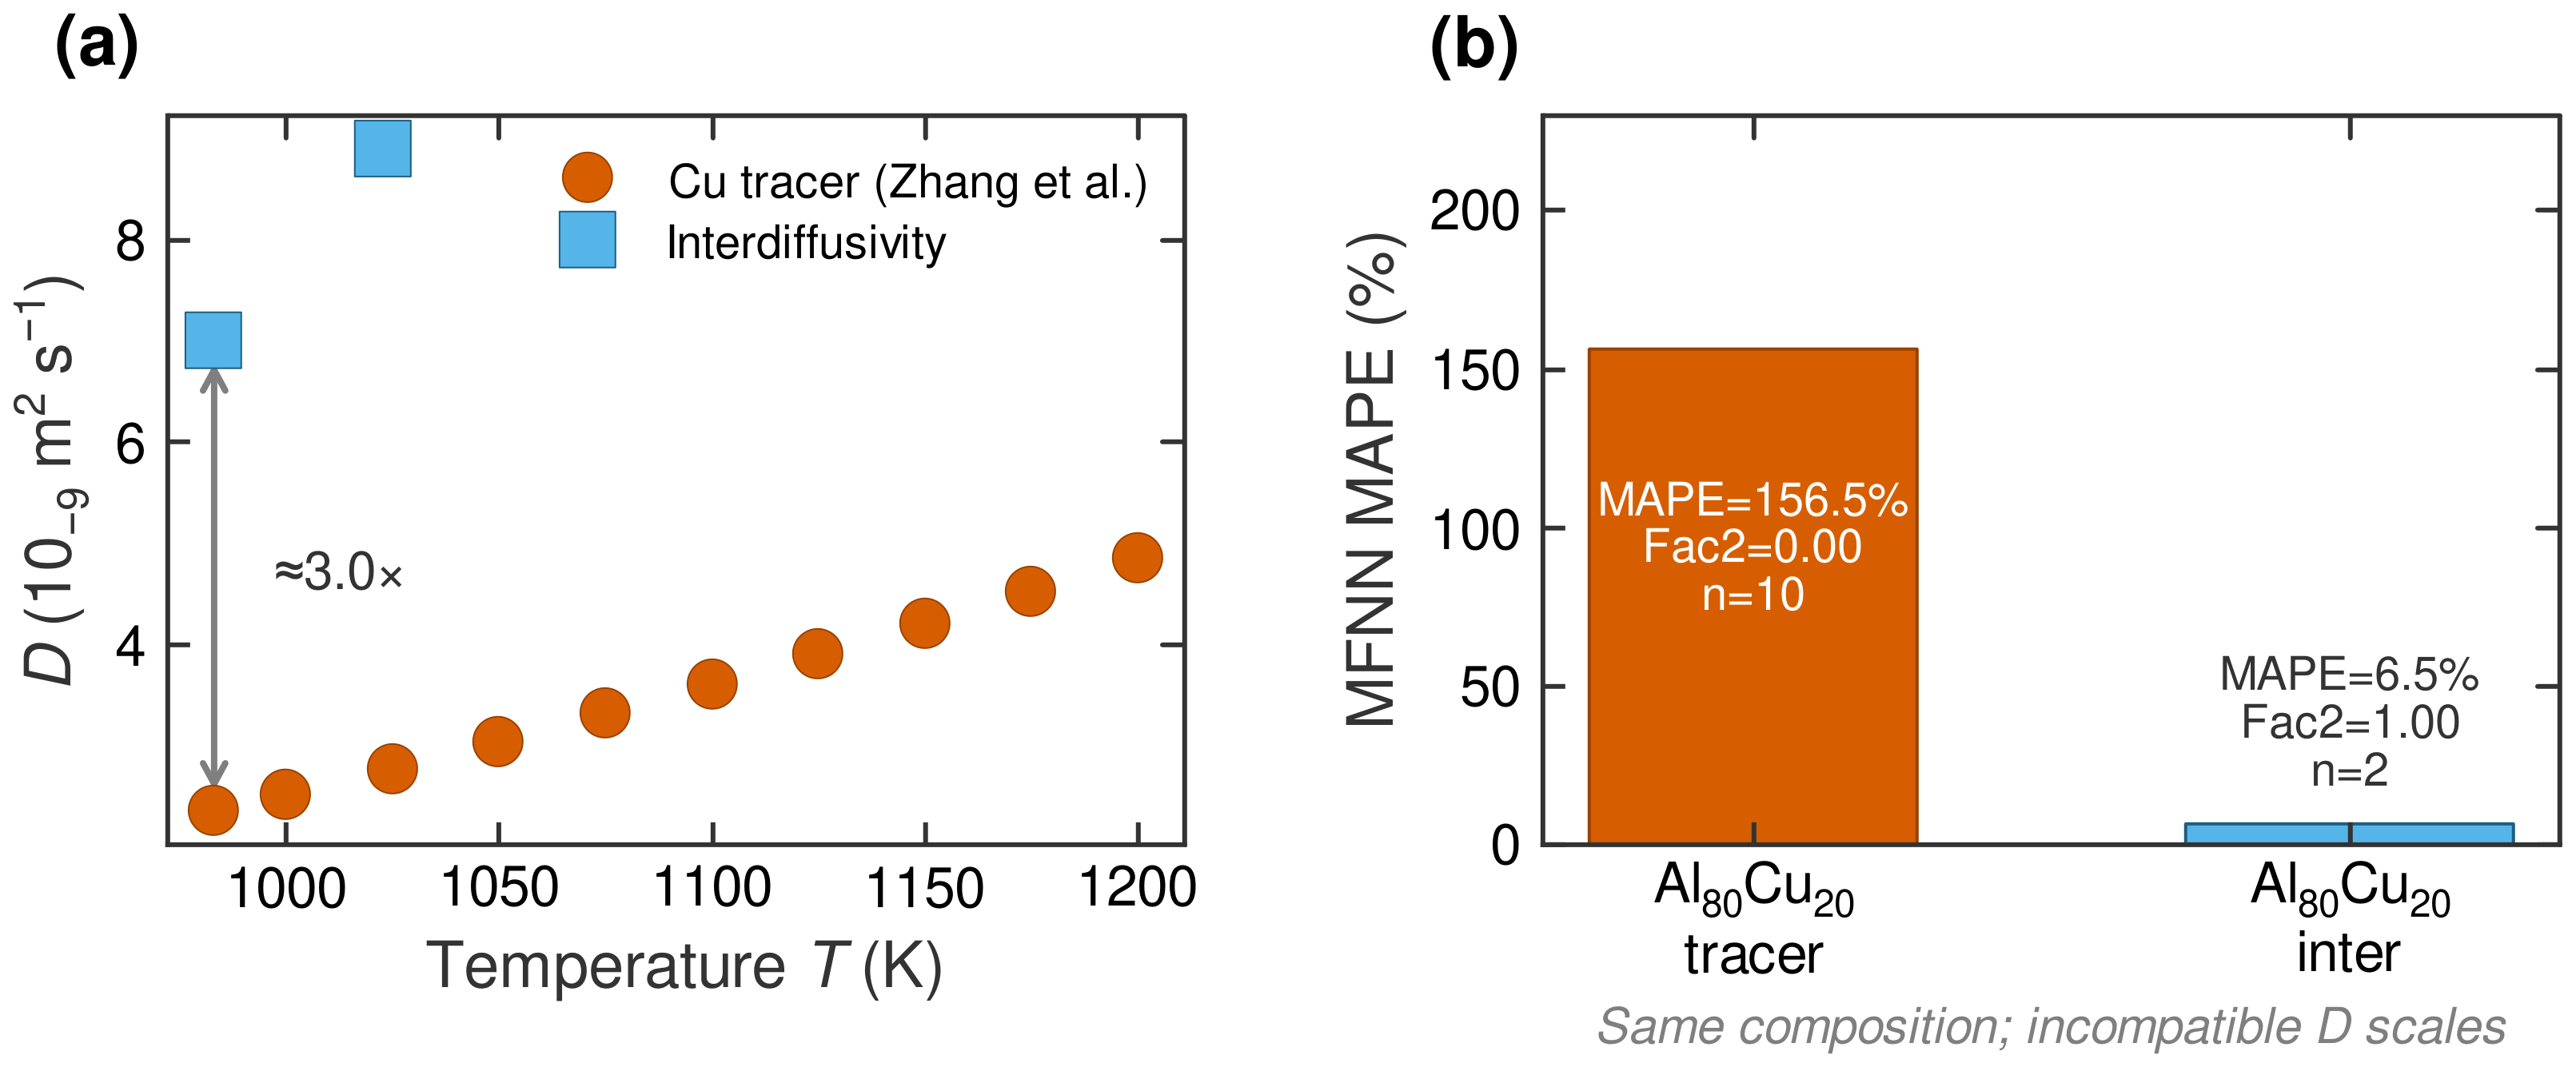 (a)
8
6
4
D (10₋₉ m² s⁻¹)
≈3.0×
Cu tracer (Zhang et al.)
Interdiffusivity
1000 1050 1100 1150 1200
Temperature T (K)
(b)
200
150
100
50
0
MFNN MAPE (%)
MAPE=156.5%
Fac2=0.00
n=10
MAPE=6.5%
Fac2=1.00
n=2
Al₈₀Cu₂₀
tracer
Al₈₀Cu₂₀
inter
Same composition; incompatible D scales